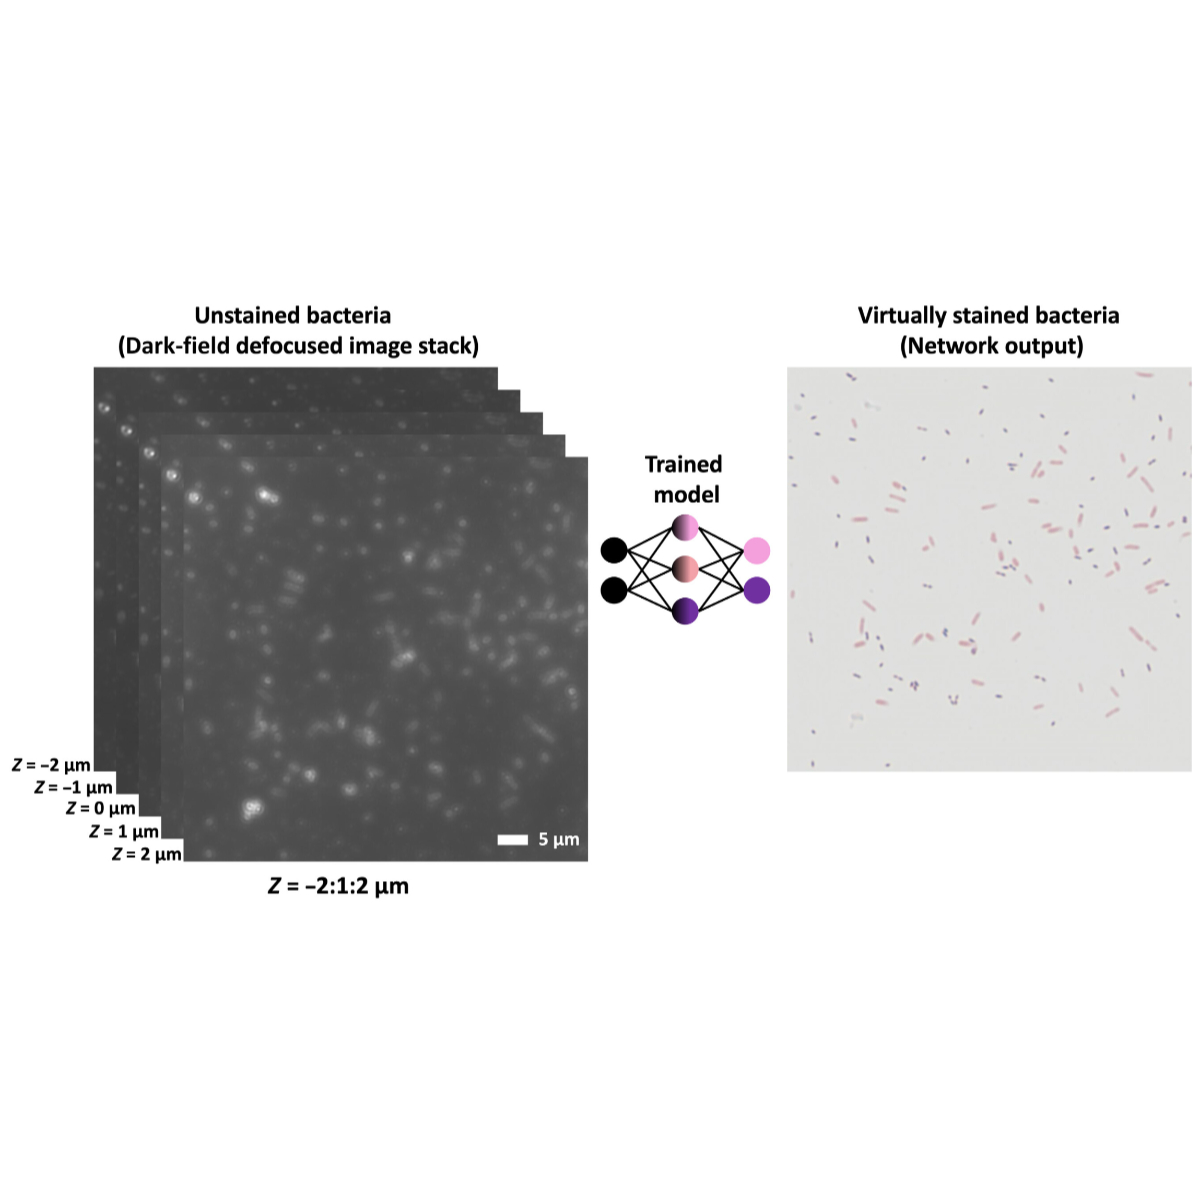 Unstained bacteria
(Dark-field defocused image stack)
Z = −2 µm
Z = −1 µm
Z = 0 µm
Z = 1 µm
Z = 2 µm
5 µm
Z = −2:1:2 µm
Trained
model
Virtually stained bacteria
(Network output)